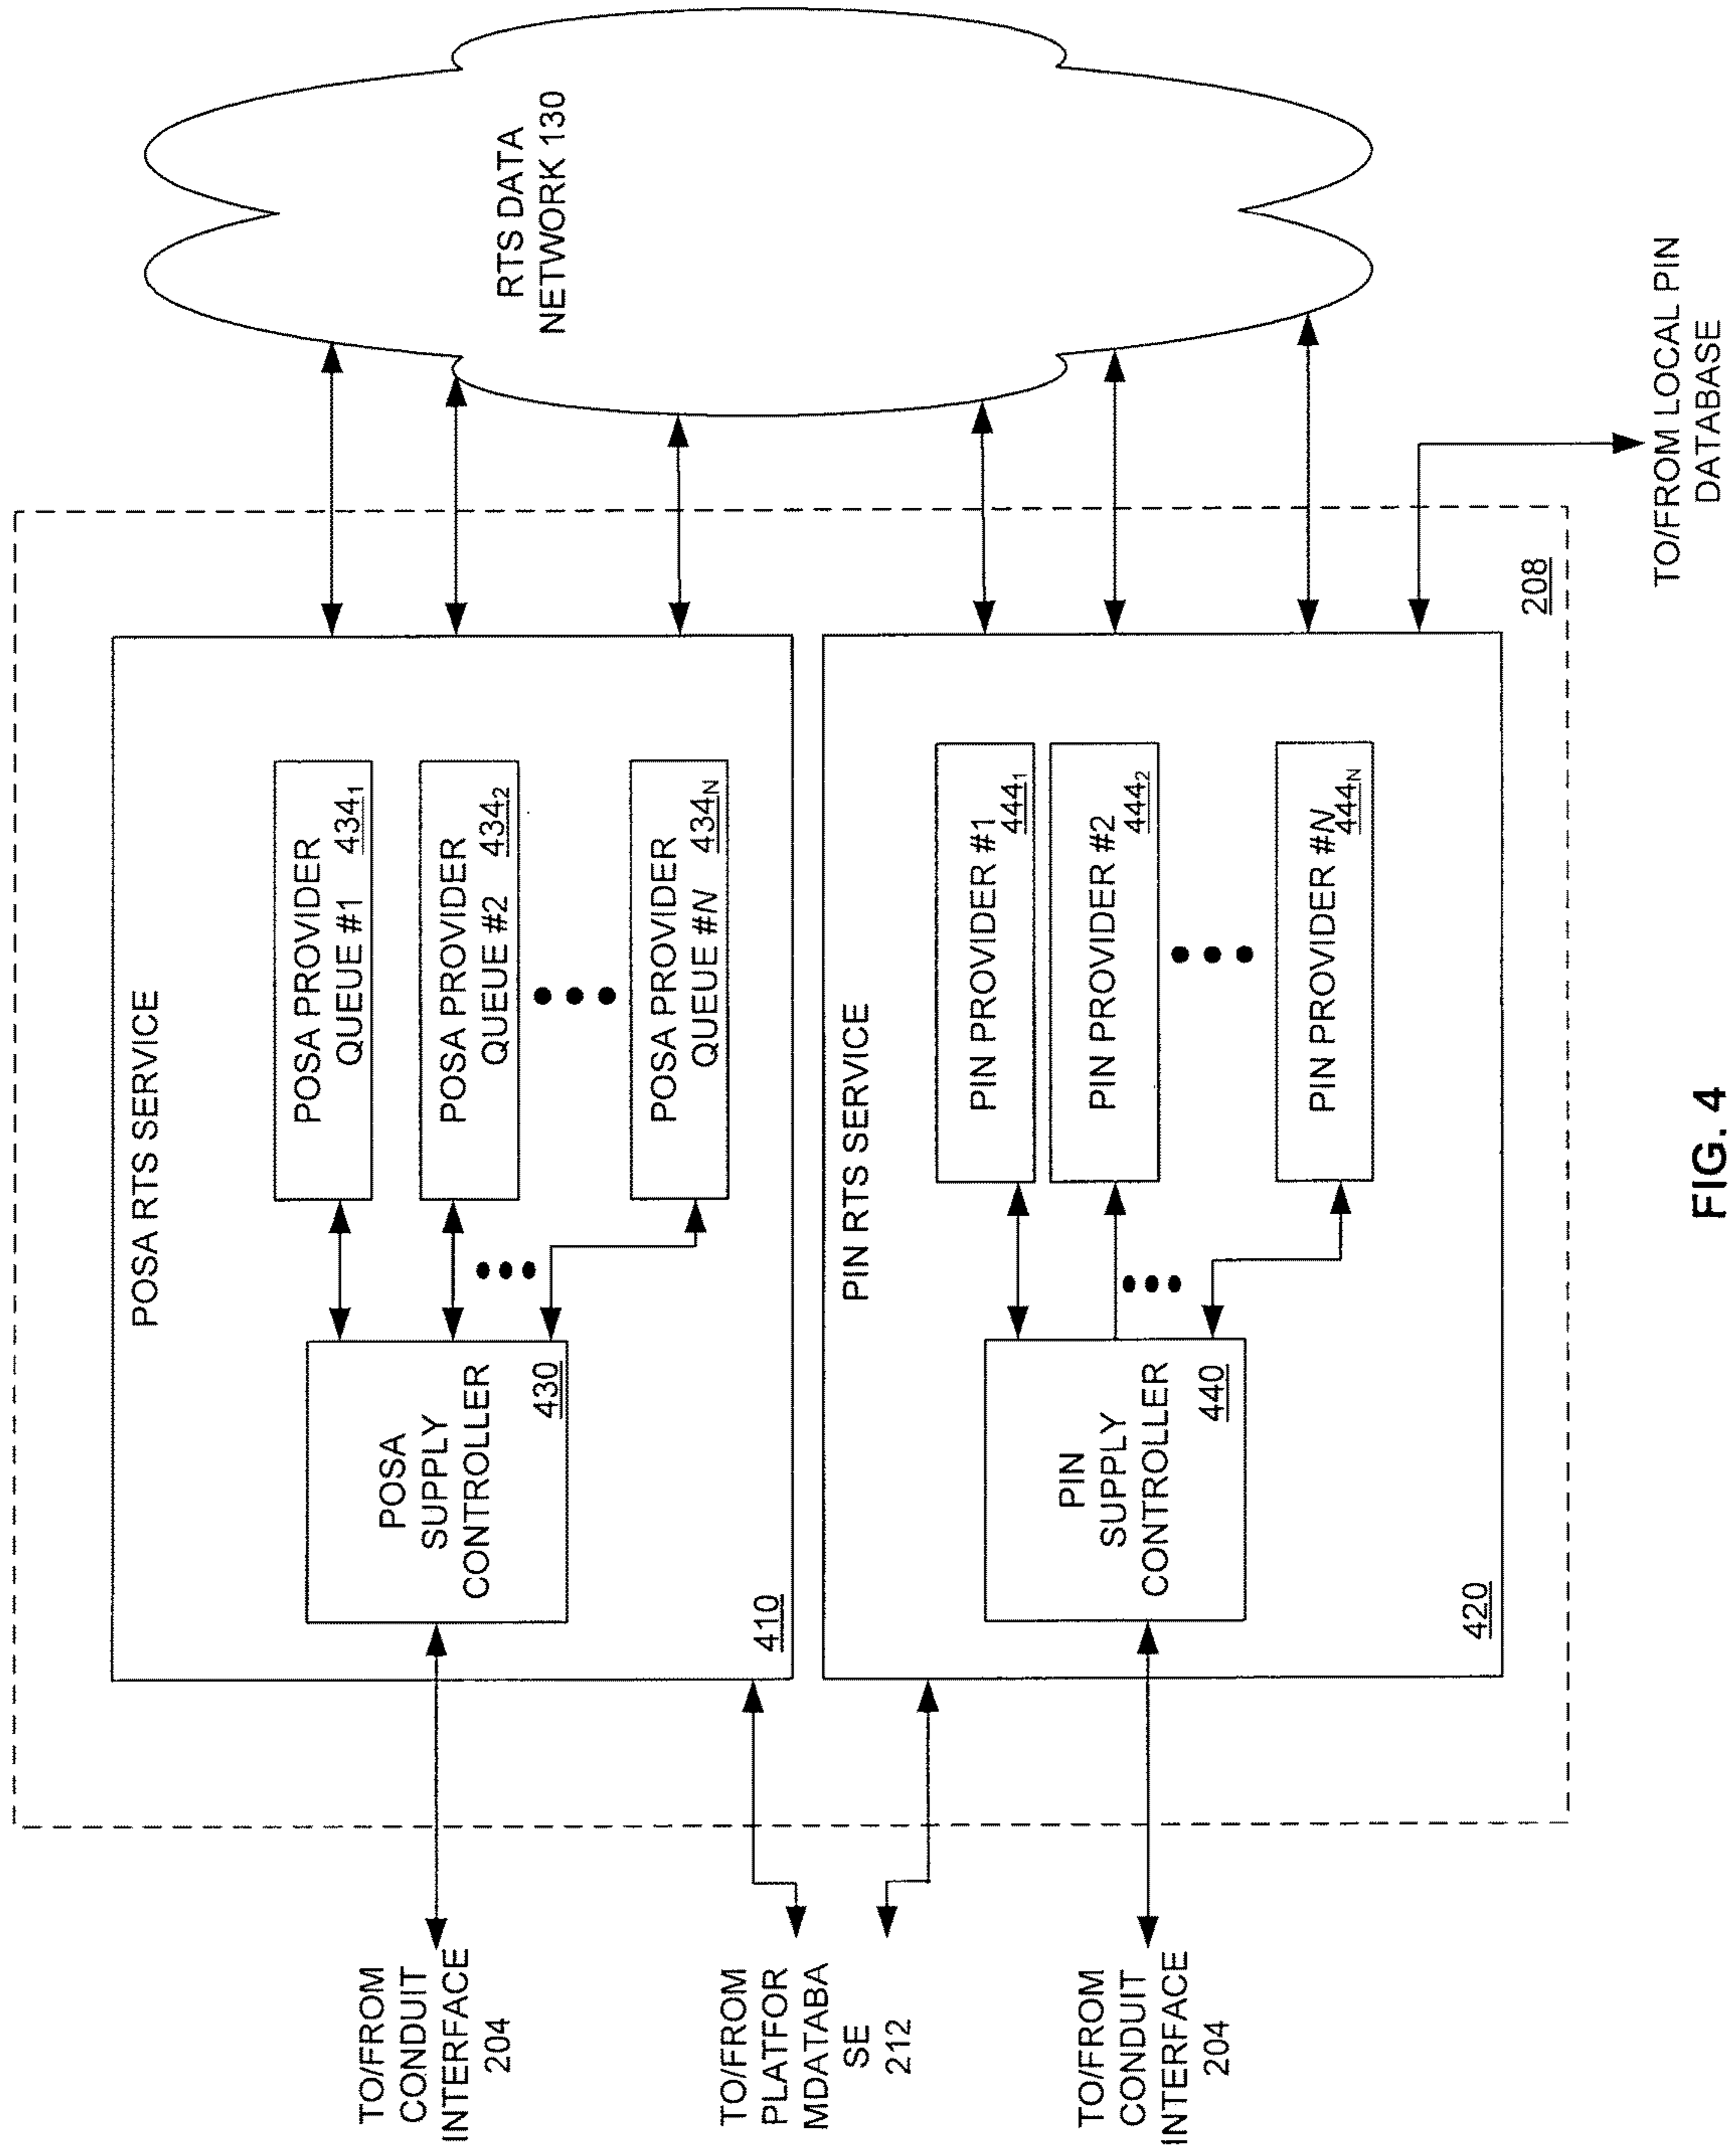 TO/FROM
CONDUIT
INTERFACE
204
TO/FROM
PLATFOR
MDATABA
SE
212
TO/FROM
CONDUIT
INTERFACE
204
POSA RTS SERVICE
POSA
SUPPLY
CONTROLLER
430
POSA PROVIDER
QUEUE #1 434₁
POSA PROVIDER
QUEUE #2 434₂
POSA PROVIDER
QUEUE #N 434N
410
PIN RTS SERVICE
PIN
SUPPLY
CONTROLLER
440
PIN PROVIDER #1
444₁
PIN PROVIDER #2
444₂
PIN PROVIDER #N
444N
420
208
RTS DATA
NETWORK 130
TO/FROM LOCAL PIN
DATABASE
FIG. 4